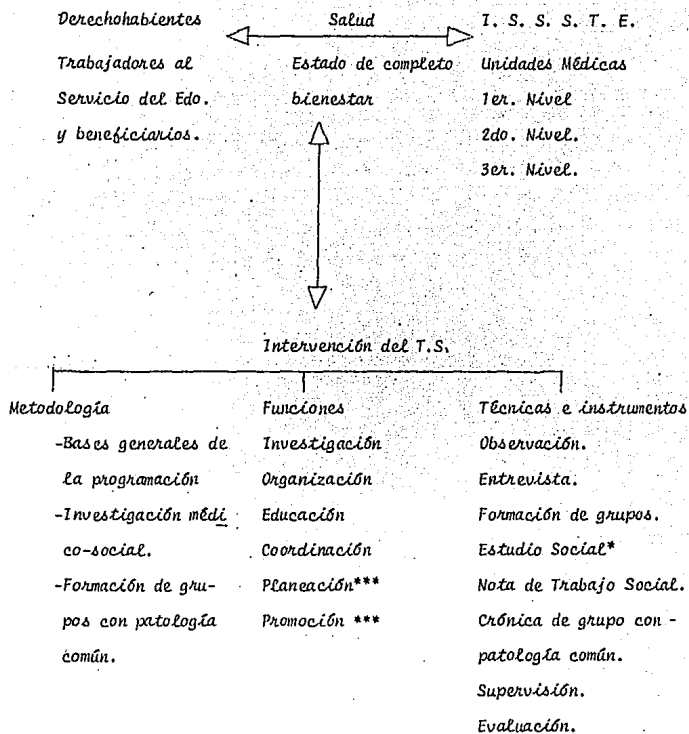 Derechohabientes
Trabajadores al
Servicio del Edo.
y beneficiarios.
Salud
Estado de completo
bienestar
I. S. S. S. T. E.
Unidades Médicas
1er. Nivel
2do. Nivel.
3er. Nivel.
Intervención del T.S.
Metodología
-Bases generales de
la programación
-Investigación médi
co-social.
-Formación de gru-
pos con patología
común.
Funciones
Investigación
Organización
Educación
Coordinación
Planeación***
Promoción ***
Técnicas e instrumentos
Observación.
Entrevista.
Formación de grupos.
Estudio Social*
Nota de Trabajo Social.
Crónica de grupo con -
patología común.
Supervisión.
Evaluación.